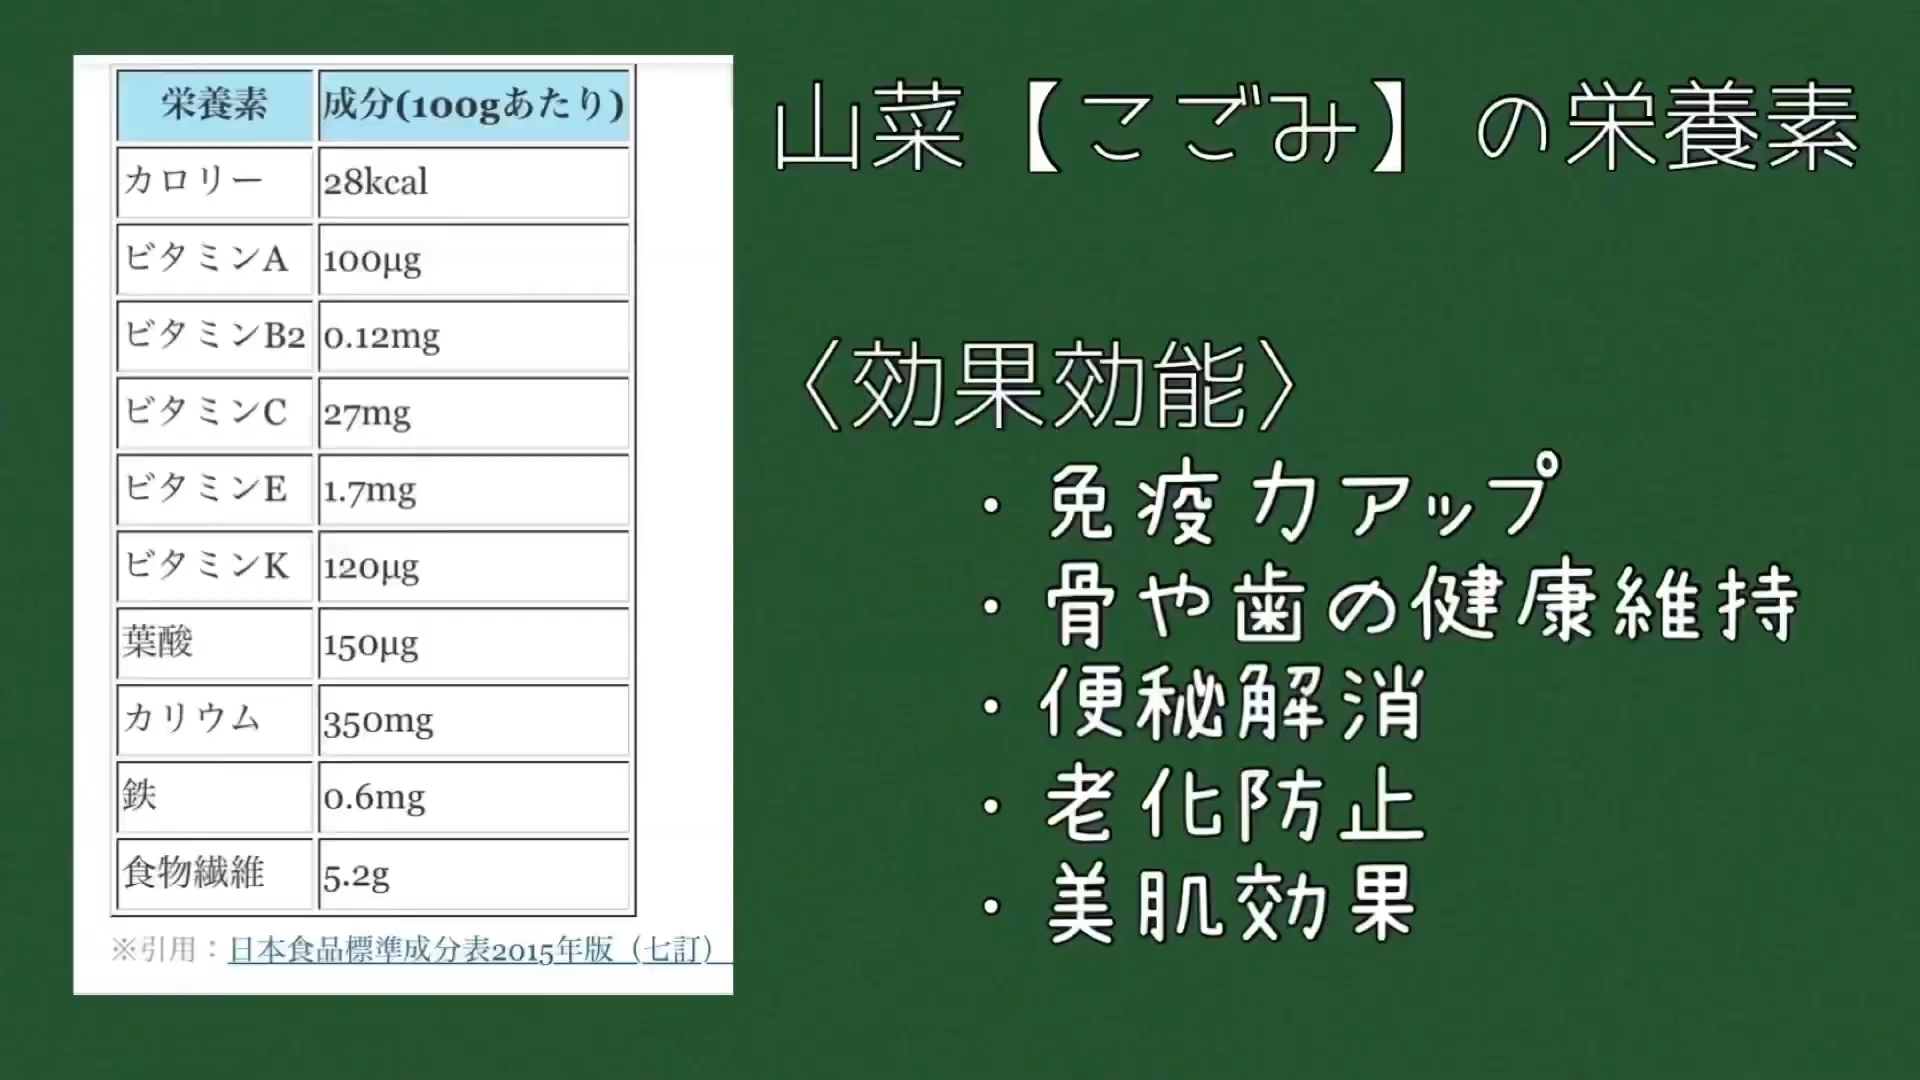 栄養素 成分(100gあたり)
カロリー 28kcal
ビタミンA 100μg
ビタミンB2 0.12mg
ビタミンC 27mg
ビタミンE 1.7mg
ビタミンK 120μg
葉酸 150μg
カリウム 350mg
鉄 0.6mg
食物繊維 5.2g
※引用：日本食品標準成分表2015年版（七訂）
山菜【こごみ】の栄養素
〈効果効能〉
・免疫力アップ
・骨や歯の健康維持
・便秘解消
・老化防止
・美肌効果